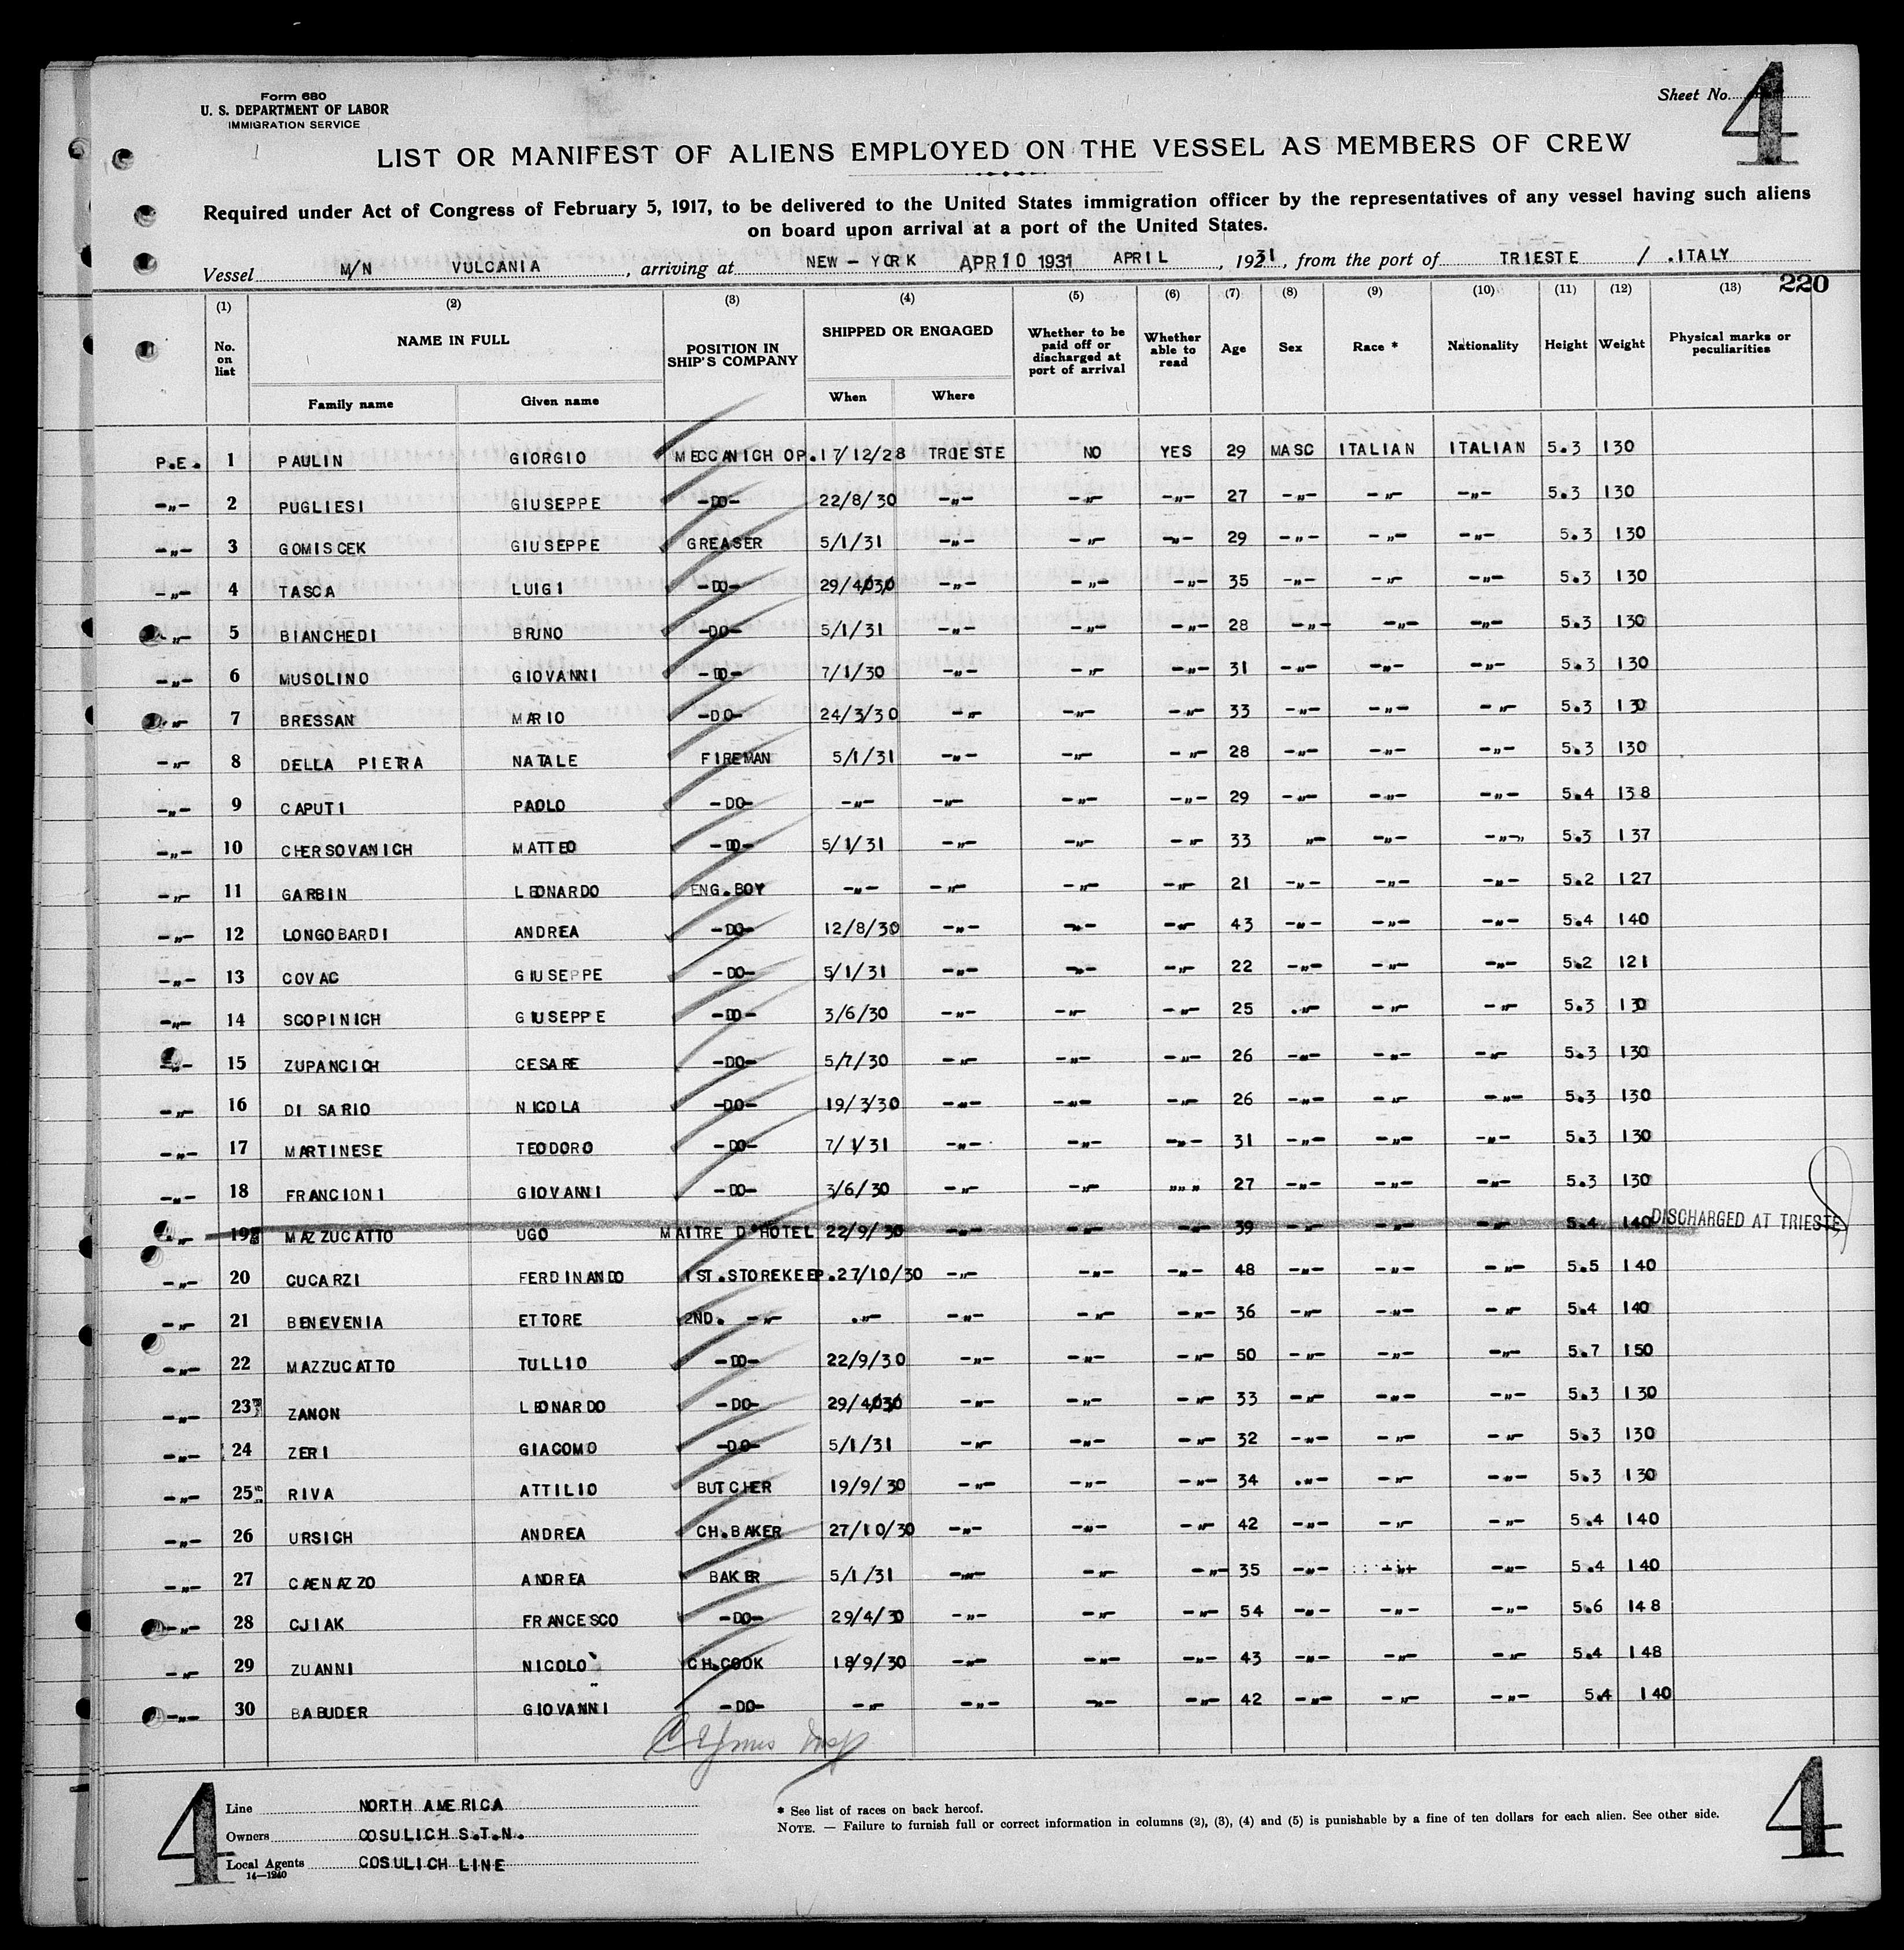 Form 680
U. S. DEPARTMENT OF LABOR
IMMIGRATION SERVICE
Sheet No. 4
LIST OR MANIFEST OF ALIENS EMPLOYED ON THE VESSEL AS MEMBERS OF CREW
Required under Act of Congress of February 5, 1917, to be delivered to the United States immigration officer by the representatives of any vessel having such aliens
on board upon arrival at a port of the United States.
Vessel M/N VULCANIA, arriving at NEW-YORK APR 10 1931 APRIL, 1931, from the port of TRIESTE / .ITALY
220
(1) (2) (3) (4) (5) (6) (7) (8) (9) (10) (11) (12) (13)
No. on list NAME IN FULL POSITION IN SHIP'S COMPANY SHIPPED OR ENGAGED Whether to be paid off or discharged at port of arrival Whether able to read Age Sex Race * Nationality Height Weight Physical marks or peculiarities
Family name Given name When Where
P.E. 1 PAULIN GIORGIO MECCANICH OP. 17/12/28 TRIESTE NO YES 29 MASC ITALIAN ITALIAN 5.3 130
-"- 2 PUGLIESI GIUSEPPE -DO- 22/8/30 -"- -"- -"- 27 -"- -"- -"- 5.3 130
-"- 3 GOMISCEK GIUSEPPE GREASER 5/1/31 -"- -"- -"- 29 -"- -"- -"- 5.3 130
-"- 4 TASCA LUIGI -DO- 29/4/30 -"- -"- -"- 35 -"- -"- -"- 5.3 130
-"- 5 BIANCHEDI BRUNO -DO- 5/1/31 -"- -"- -"- 28 -"- -"- -"- 5.3 130
-"- 6 MUSOLINO GIOVANNI -DO- 7/1/30 -"- -"- -"- 31 -"- -"- -"- 5.3 130
-"- 7 BRESSAN MARIO -DO- 24/3/30 -"- -"- -"- 33 -"- -"- -"- 5.3 130
-"- 8 DELLA PIETRA NATALE FIREMAN 5/1/31 -"- -"- -"- 28 -"- -"- -"- 5.3 130
-"- 9 CAPUTI PAOLO -DO- -"- -"- -"- -"- 29 -"- -"- -"- 5.4 138
-"- 10 CHERSOVANICH MATTEO -DO- 5/1/31 -"- -"- -"- 33 "- -"- -"- 5.3 137
-"- 11 GARBIN LEONARDO ENG.BOY -"- -"- -"- -"- 21 -"- -"- -"- 5.2 127
-"- 12 LONGOBARDI ANDREA -DO- 12/8/30 -"- -"- -"- 43 -"- -"- -"- 5.4 140
-"- 13 COVAC GIUSEPPE -DO- 5/1/31 -"- -"- -"- 22 -"- -"- -"- 5.2 121
-"- 14 SCOPINICH GIUSEPPE -DO- 3/6/30 -"- -"- -"- 25 ."- -"- -"- 5.3 130
-"- 15 ZUPANCICH CESARE -DO- 5/7/30 -"- -"- -"- 26 -"- -"- -"- 5.3 130
-"- 16 DI SARIO NICOLA -DO- 19/3/30 -"- -"- -"- 26 -"- -"- -"- 5.3 130
-"- 17 MARTINESE TEODORO -DO- 7/1/31 -"- -"- -"- 31 -"- -"- -"- 5.3 130
-"- 18 FRANCIONI GIOVANNI -DO- 3/6/30 -"- -"- """ 27 -"- -"- -"- 5.3 130
-"- 19 MAZZUCATTO UGO MAITRE D'HOTEL 22/9/30 -"- -"- -"- 39 -"- -"- -"- 5.4 140 DISCHARGED AT TRIESTE
-"- 20 CUCARZI FERDINANDO 1ST.STOREKEEP. 27/10/30 -"- -"- -"- 48 -"- -"- -"- 5.5 140
-"- 21 BENEVENIA ETTORE 2ND. -"- ."- -"- -"- -"- 36 -"- -"- -"- 5.4 140
-"- 22 MAZZUCATTO TULLIO -DO- 22/9/30 -"- -"- -"- 50 -"- -"- -"- 5.7 150
-"- 23 ZANON LEONARDO -DO- 29/4/30 -"- -"- -"- 33 -"- -"- -"- 5.3 130
-"- 24 ZERI GIACOMO -DO- 5/1/31 -"- -"- -"- 32 -"- -"- -"- 5.3 130
-"- 25 RIVA ATTILIO BUTCHER 19/9/30 -"- -"- -"- 34 ."- -"- -"- 5.3 130
-"- 26 URSICH ANDREA CH.BAKER 27/10/30 -"- -"- -"- 42 -"- -"- -"- 5.4 140
-"- 27 CAENAZZO ANDREA BAKER 5/1/31 -"- -"- -"- 35 -"- -"- -"- 5.4 140
-"- 28 CJIAK FRANCESCO -DO- 29/4/30 -"- -"- -"- 54 -"- -"- -"- 5.6 148
-"- 29 ZUANNI NICOLO` CH.COOK 18/9/30 -"- -"- -"- 43 -"- -"- -"- 5.4 148
-"- 30 BABUDER GIOVANNI -DO- -"- -"- -"- -"- 42 -"- -"- -"- 5.4 140
4 4
Line NORTH AMERICA
Owners COSULICH S.T.N.
Local Agents COSULICH LINE
14—1240
* See list of races on back hereof.
NOTE. — Failure to furnish full or correct information in columns (2), (3), (4) and (5) is punishable by a fine of ten dollars for each alien. See other side.